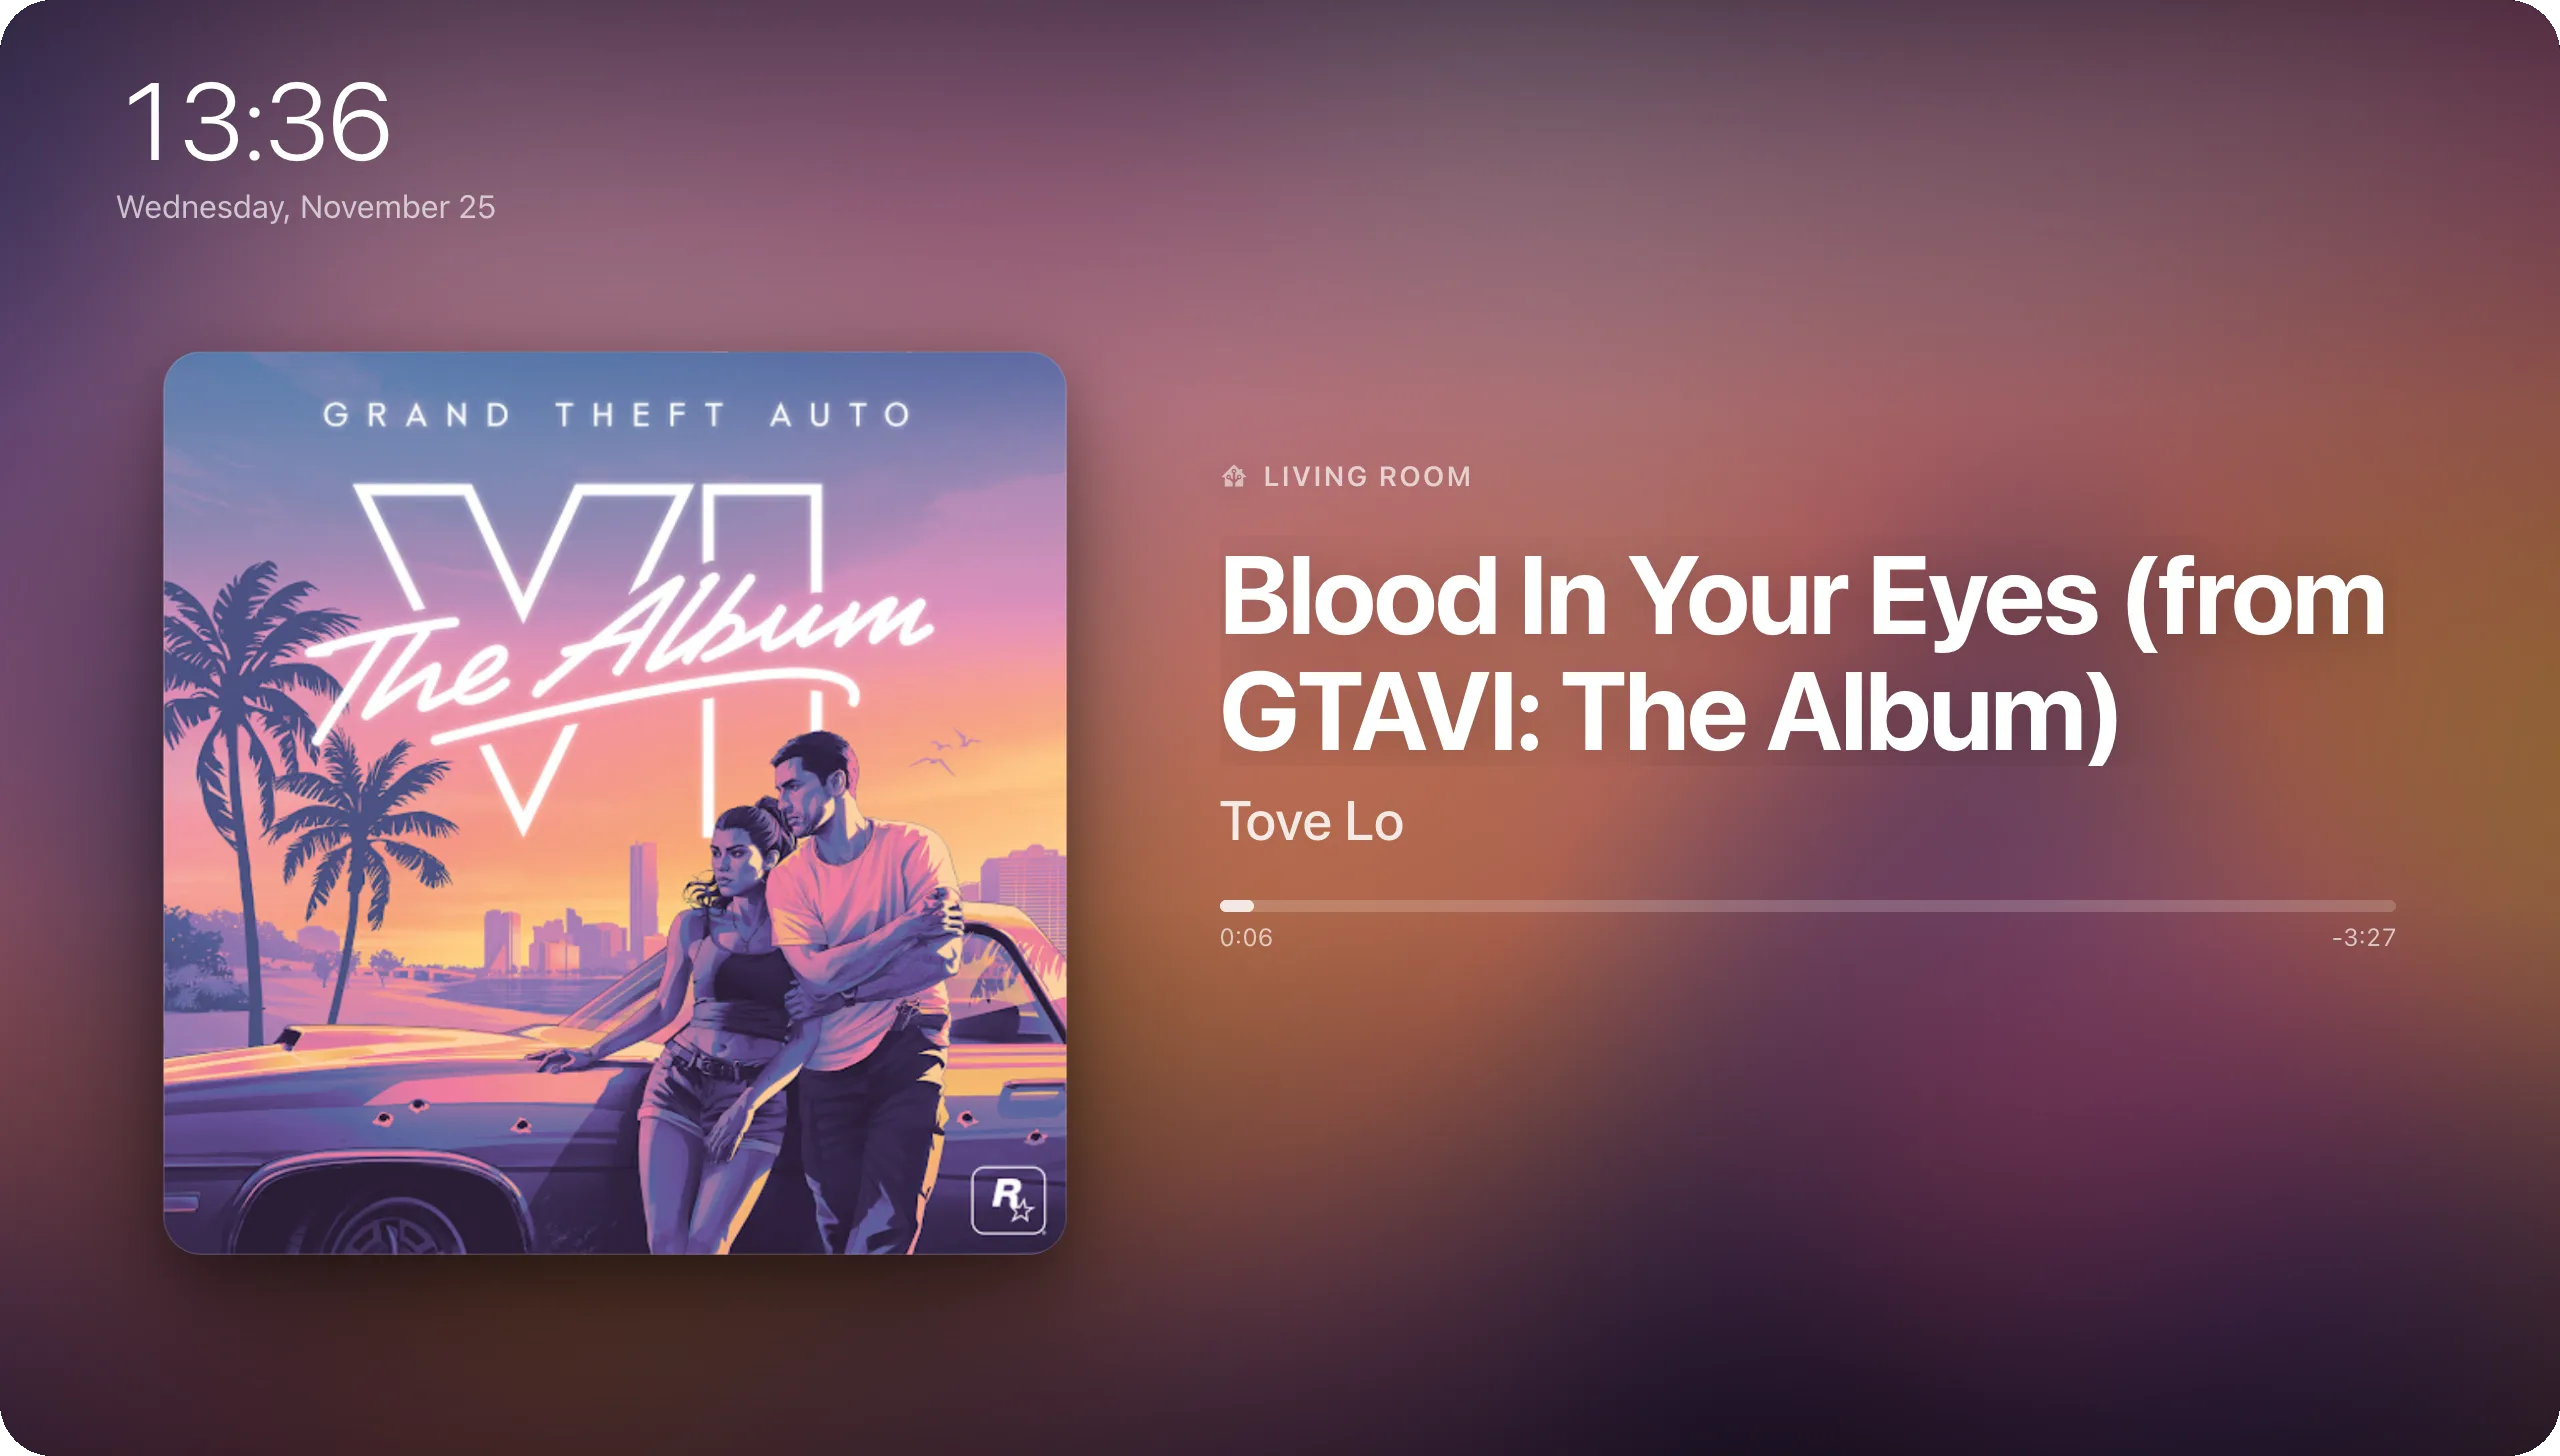 13:36
Wednesday, November 25
GRAND THEFT AUTO
VI
The Album
R
LIVING ROOM
Blood In Your Eyes (from
GTAVI: The Album)
Tove Lo
0:06
-3:27